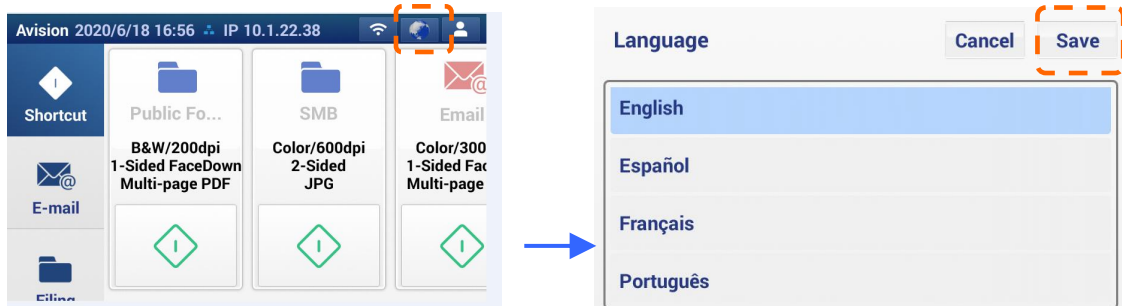 Avision 2020/6/18 16:56 IP 10.1.22.38
Shortcut
E-mail
Filing
Public Fo...
B&W/200dpi
1-Sided FaceDown
Multi-page PDF
SMB
Color/600dpi
2-Sided
JPG
Email
Color/300
1-Sided Fac
Multi-page
Language
Cancel
Save
English
Español
Français
Português